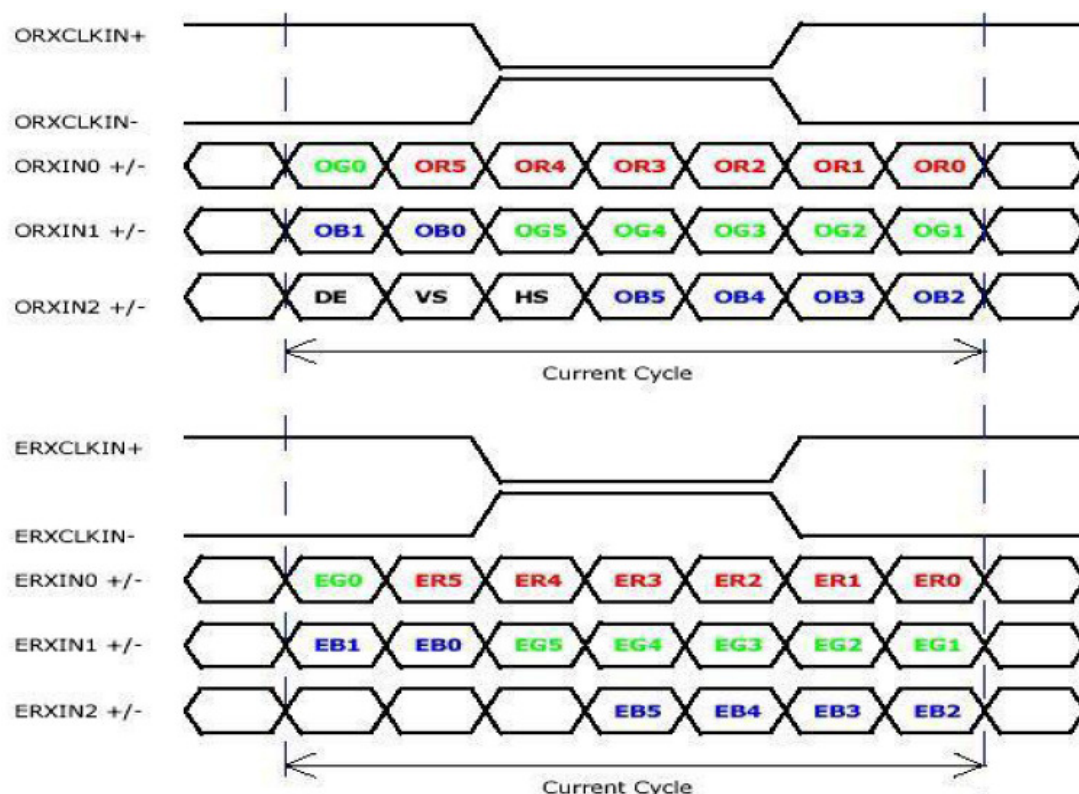 ORXCLKIN+
ORXCLKIN-
ORXIN0 +/- OG0 OR5 OR4 OR3 OR2 OR1 OR0
ORXIN1 +/- OB1 OB0 OG5 OG4 OG3 OG2 OG1
ORXIN2 +/- DE VS HS OB5 OB4 OB3 OB2
Current Cycle
ERXCLKIN+
ERXCLKIN-
ERXIN0 +/- EG0 ER5 ER4 ER3 ER2 ER1 ER0
ERXIN1 +/- EB1 EB0 EG5 EG4 EG3 EG2 EG1
ERXIN2 +/- EB5 EB4 EB3 EB2
Current Cycle